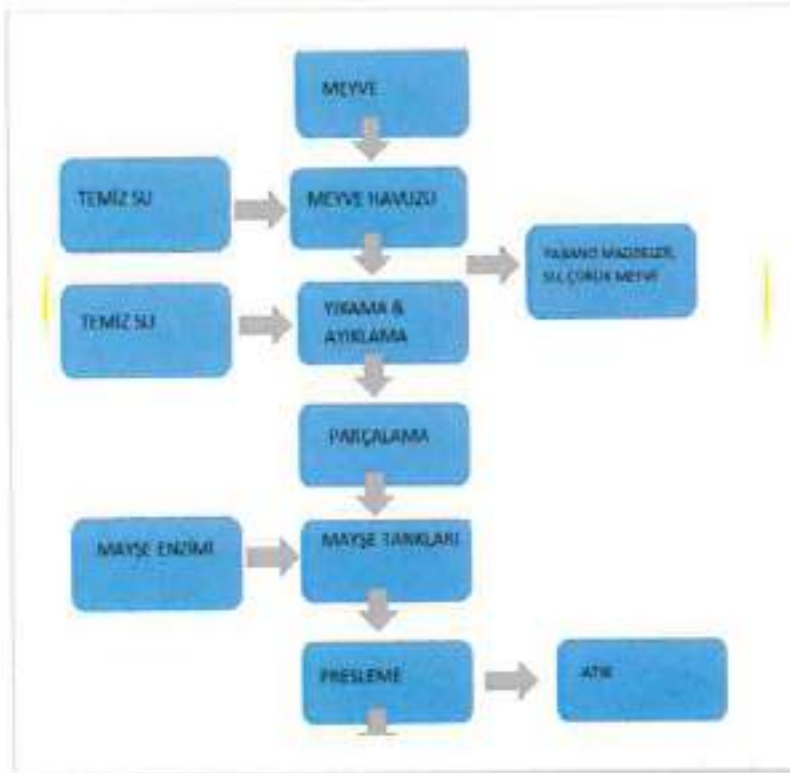 MEYVE
TEMİZ SU
MEYVE HAVUZU
YABANCI MADDELER,
SU, ÇÜRÜK MEYVE
TEMİZ SU
YIKAMA &
AYIKLAMA
PARÇALAMA
MAYŞE ENZİMİ
MAYŞE TANKLARI
PRESLEME
ATIK